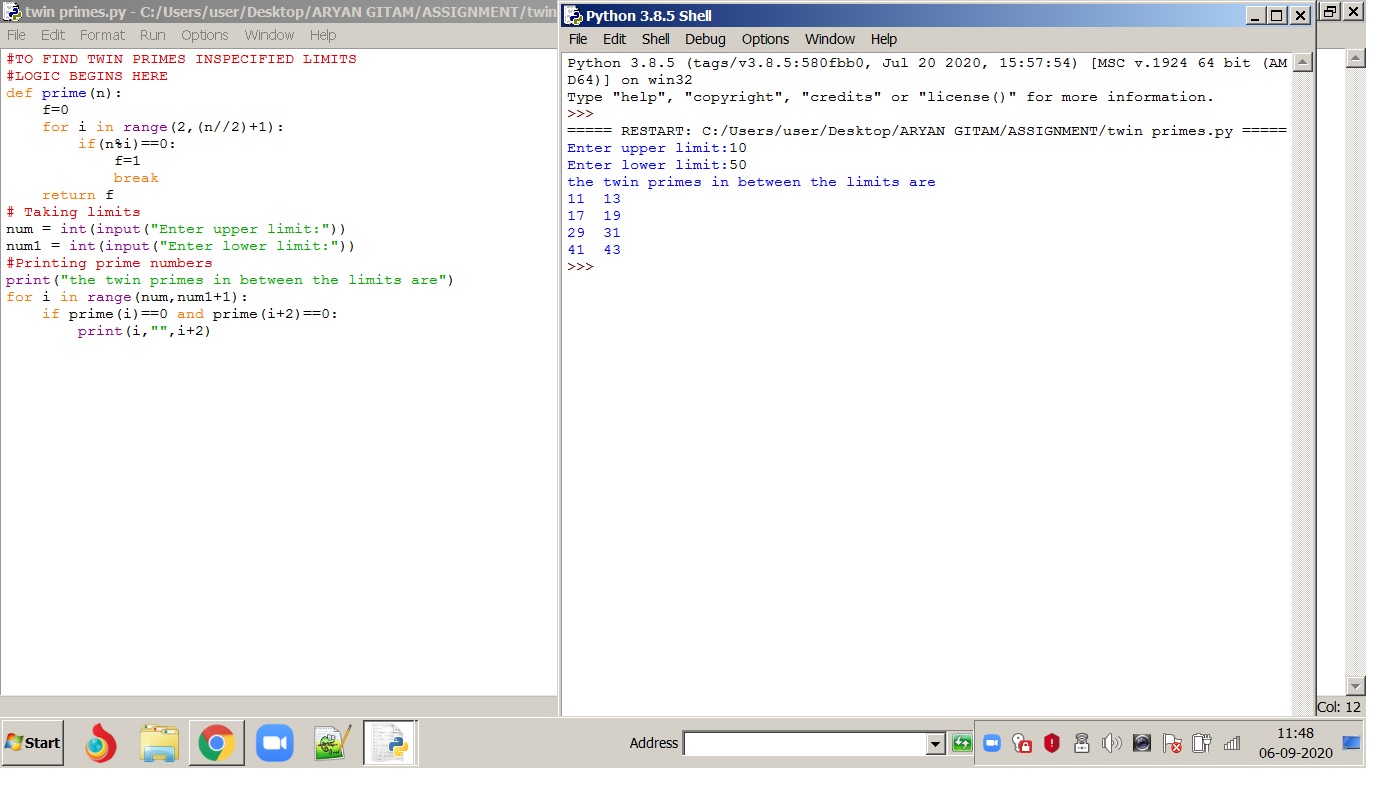 twin primes.py - C:/Users/user/Desktop/ARYAN GITAM/ASSIGNMENT/twin
File Edit Format Run Options Window Help
#TO FIND TWIN PRIMES INSPECIFIED LIMITS
#LOGIC BEGINS HERE
def prime(n):
    f=0
    for i in range(2,(n//2)+1):
        if(n%i)==0:
            f=1
            break
    return f
# Taking limits
num = int(input("Enter upper limit:"))
num1 = int(input("Enter lower limit:"))
#Printing prime numbers
print("the twin primes in between the limits are")
for i in range(num,num1+1):
    if prime(i)==0 and prime(i+2)==0:
        print(i,"",i+2)
Python 3.8.5 Shell
File Edit Shell Debug Options Window Help
Python 3.8.5 (tags/v3.8.5:580fbb0, Jul 20 2020, 15:57:54) [MSC v.1924 64 bit (AM
D64)] on win32
Type "help", "copyright", "credits" or "license()" for more information.
>>>
===== RESTART: C:/Users/user/Desktop/ARYAN GITAM/ASSIGNMENT/twin primes.py =====
Enter upper limit:10
Enter lower limit:50
the twin primes in between the limits are
11  13
17  19
29  31
41  43
>>>
Col: 12
Start
Address
11:48
06-09-2020